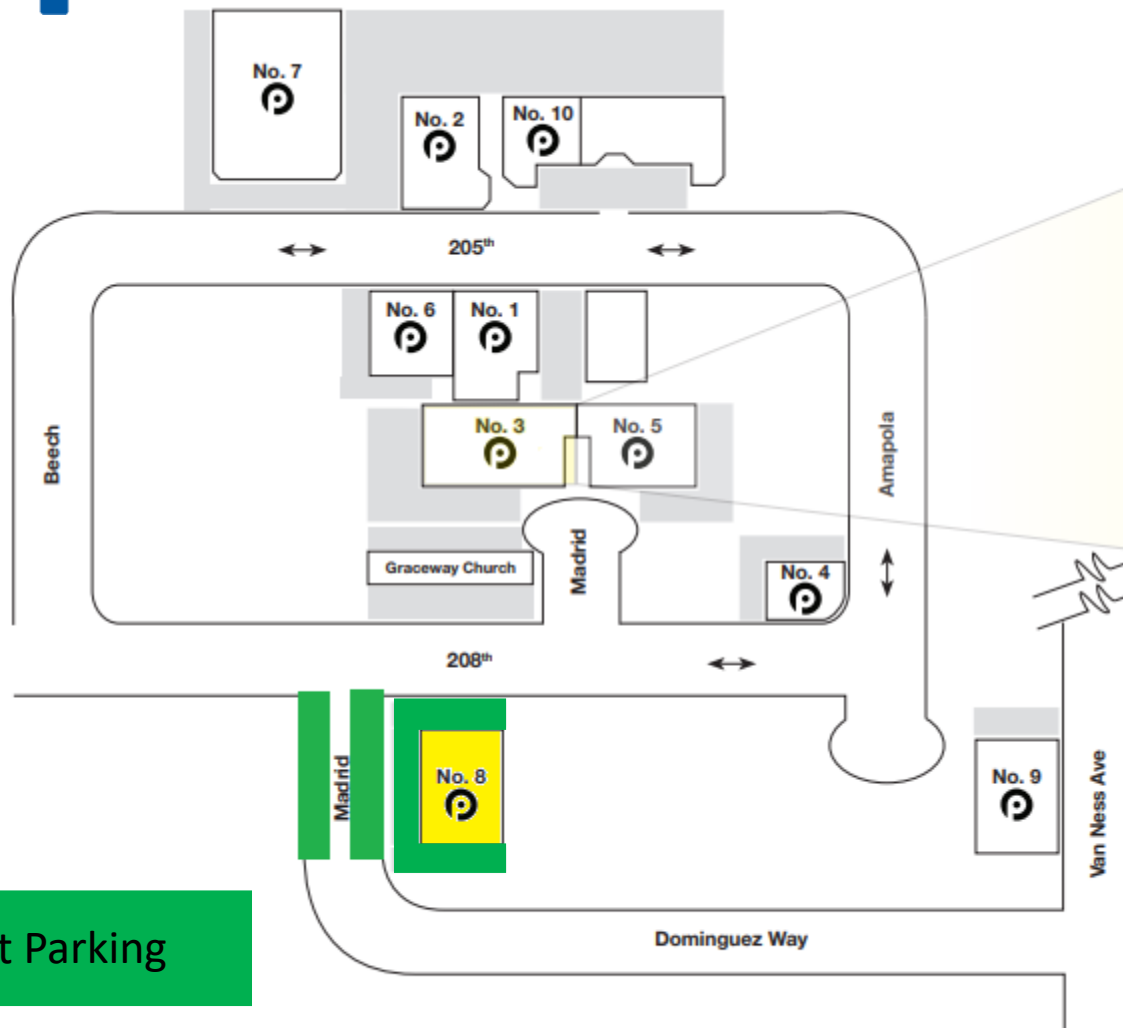 No. 7
No. 2
No. 10
205th
No. 6
No. 1
No. 3
No. 5
Beech
Amapola
Madrid
Graceway Church
No. 4
208th
Madrid
No. 8
No. 9
Van Ness Ave
Dominguez Way
t Parking